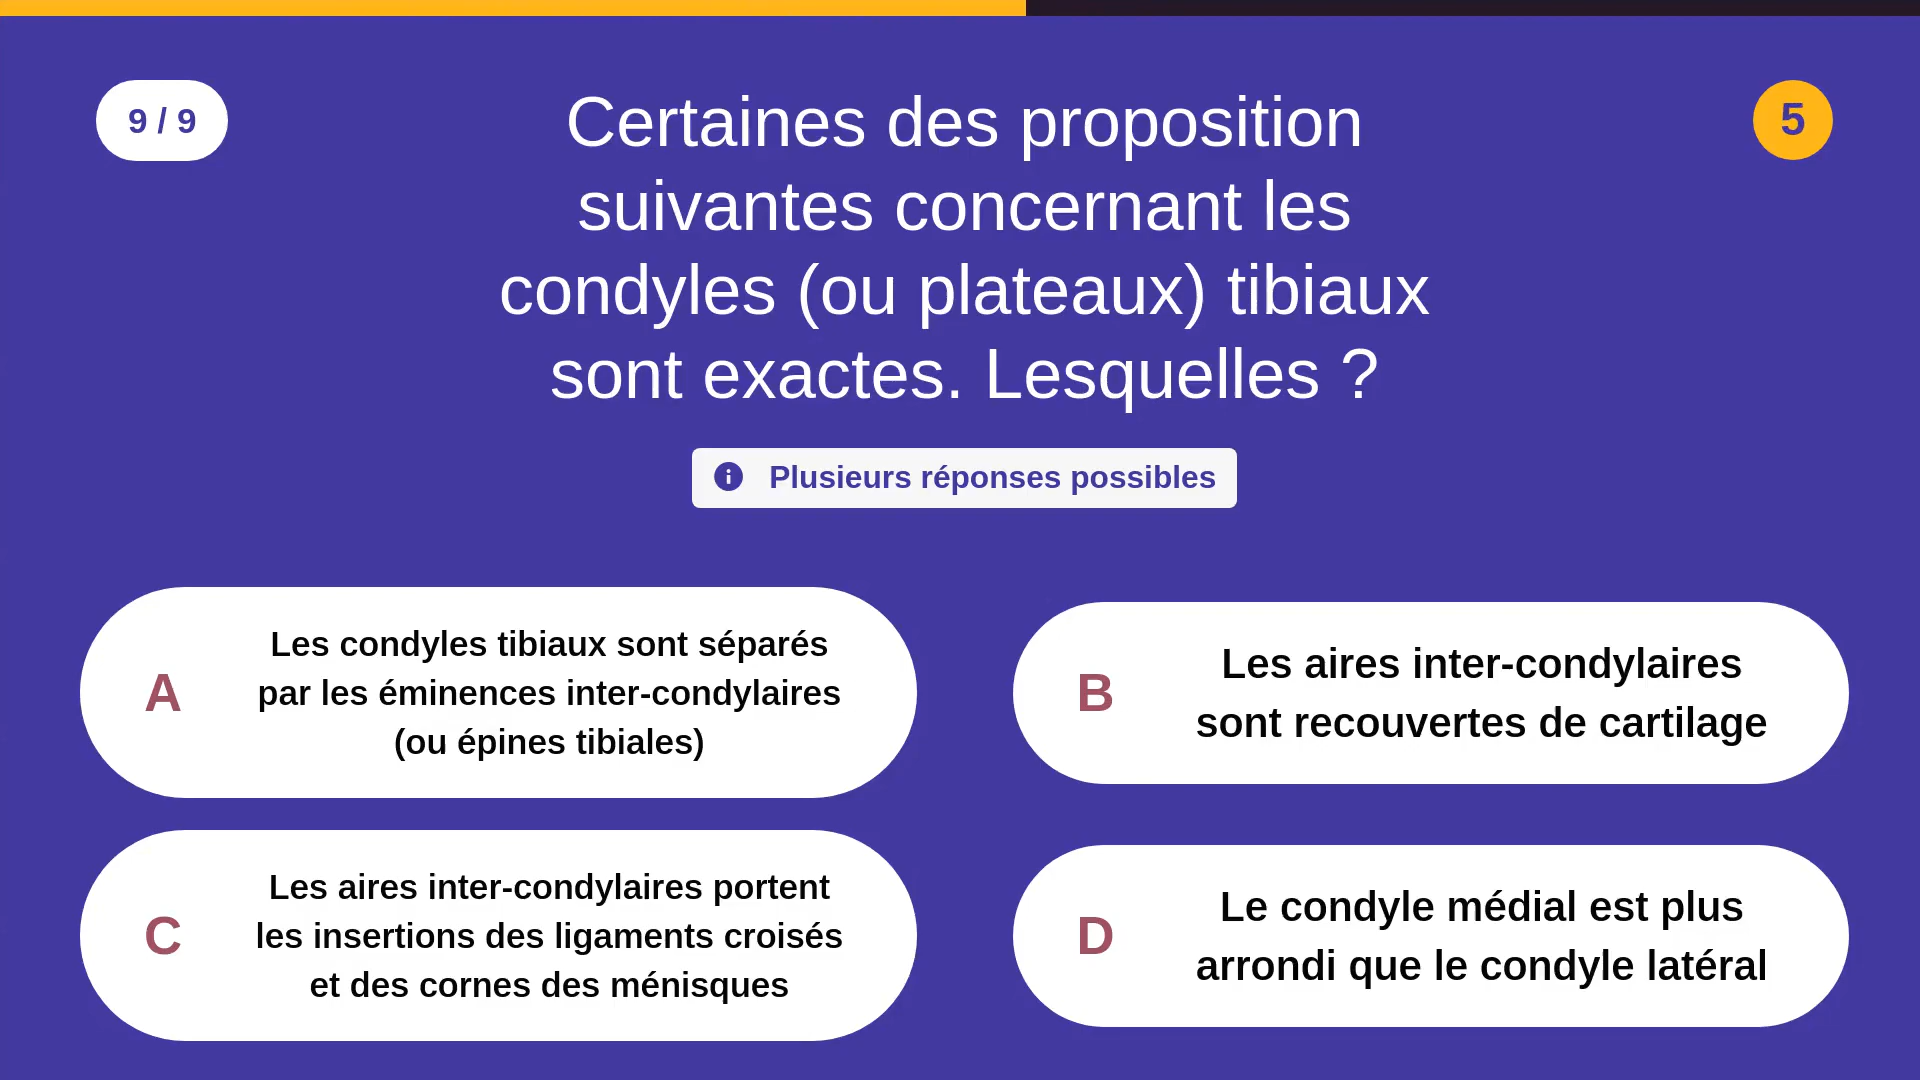 9 / 9
Certaines des proposition
suivantes concernant les
condyles (ou plateaux) tibiaux
sont exactes. Lesquelles ?
5
Plusieurs réponses possibles
A
Les condyles tibiaux sont séparés
par les éminences inter-condylaires
(ou épines tibiales)
B
Les aires inter-condylaires
sont recouvertes de cartilage
C
Les aires inter-condylaires portent
les insertions des ligaments croisés
et des cornes des ménisques
D
Le condyle médial est plus
arrondi que le condyle latéral